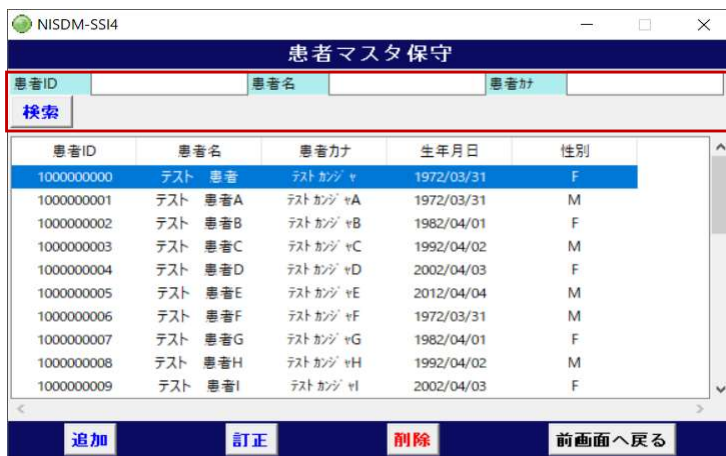 NISDM-SSI4
患者マスタ保守
患者ID 患者名 患者ｶﾅ
検索
患者ID 患者名 患者カナ 生年月日 性別
1000000000 テスト　患者 ﾃｽﾄ ｶﾝｼﾞｬ 1972/03/31 F
1000000001 テスト　患者A ﾃｽﾄ ｶﾝｼﾞｬA 1972/03/31 M
1000000002 テスト　患者B ﾃｽﾄ ｶﾝｼﾞｬB 1982/04/01 F
1000000003 テスト　患者C ﾃｽﾄ ｶﾝｼﾞｬC 1992/04/02 M
1000000004 テスト　患者D ﾃｽﾄ ｶﾝｼﾞｬD 2002/04/03 F
1000000005 テスト　患者E ﾃｽﾄ ｶﾝｼﾞｬE 2012/04/04 M
1000000006 テスト　患者F ﾃｽﾄ ｶﾝｼﾞｬF 1972/03/31 M
1000000007 テスト　患者G ﾃｽﾄ ｶﾝｼﾞｬG 1982/04/01 F
1000000008 テスト　患者H ﾃｽﾄ ｶﾝｼﾞｬH 1992/04/02 M
1000000009 テスト　患者I ﾃｽﾄ ｶﾝｼﾞｬI 2002/04/03 F
追加 訂正 削除 前画面へ戻る